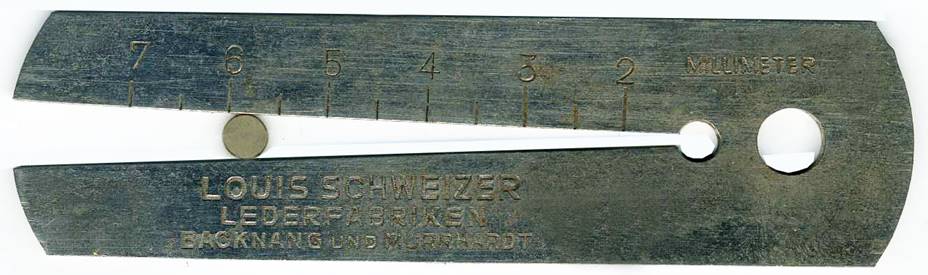 7 6 5 4 3 2 MILLIMETER
LOUIS SCHWEIZER
LEDERFABRIKEN
BACKNANG UND MURRHARDT